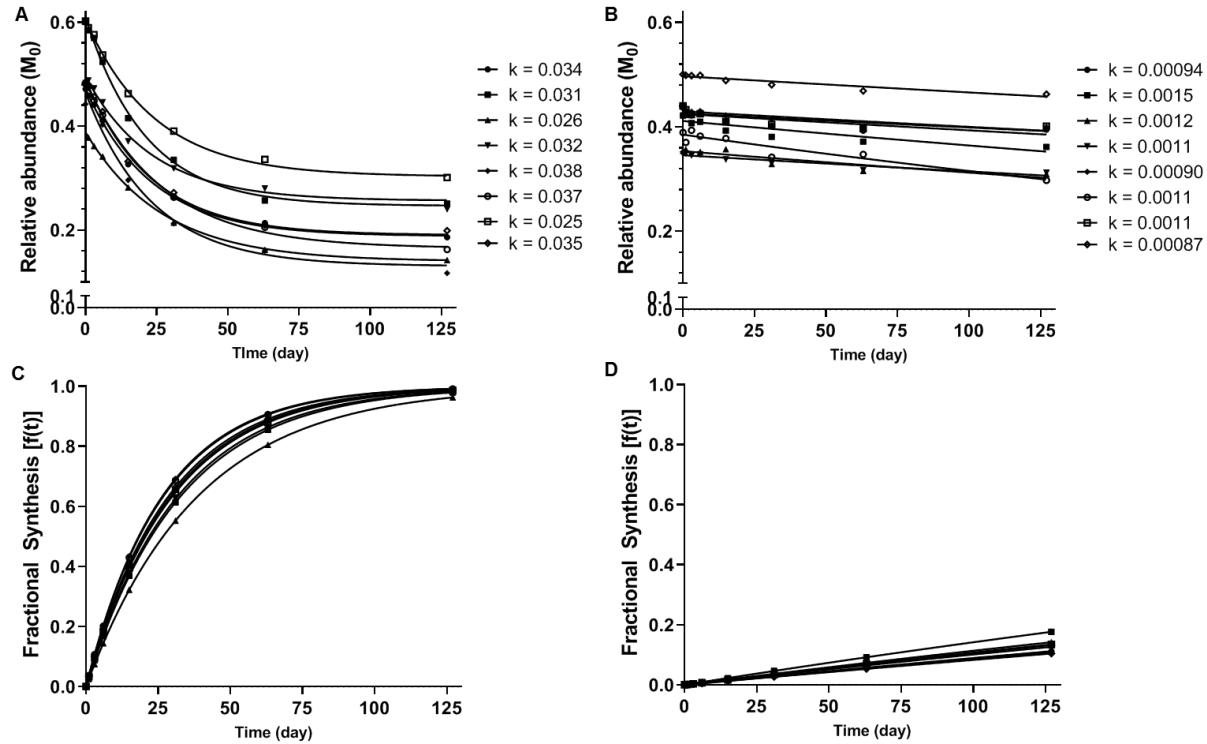 A
Relative abundance (M0)
0.6
0.4
0.2
0.1
0.0
0 25 50 75 100 125
TIme (day)
k = 0.034
k = 0.031
k = 0.026
k = 0.032
k = 0.038
k = 0.037
k = 0.025
k = 0.035
B
Relative abundance (M0)
0.6
0.4
0.2
0.1
0.0
0 25 50 75 100 125
Time (day)
k = 0.00094
k = 0.0015
k = 0.0012
k = 0.0011
k = 0.00090
k = 0.0011
k = 0.0011
k = 0.00087
C
Fractional Synthesis [f(t)]
1.0
0.8
0.6
0.4
0.2
0.0
0 25 50 75 100 125
Time (day)
D
Fractional Synthesis [f(t)]
1.0
0.8
0.6
0.4
0.2
0.0
0 25 50 75 100 125
Time (day)